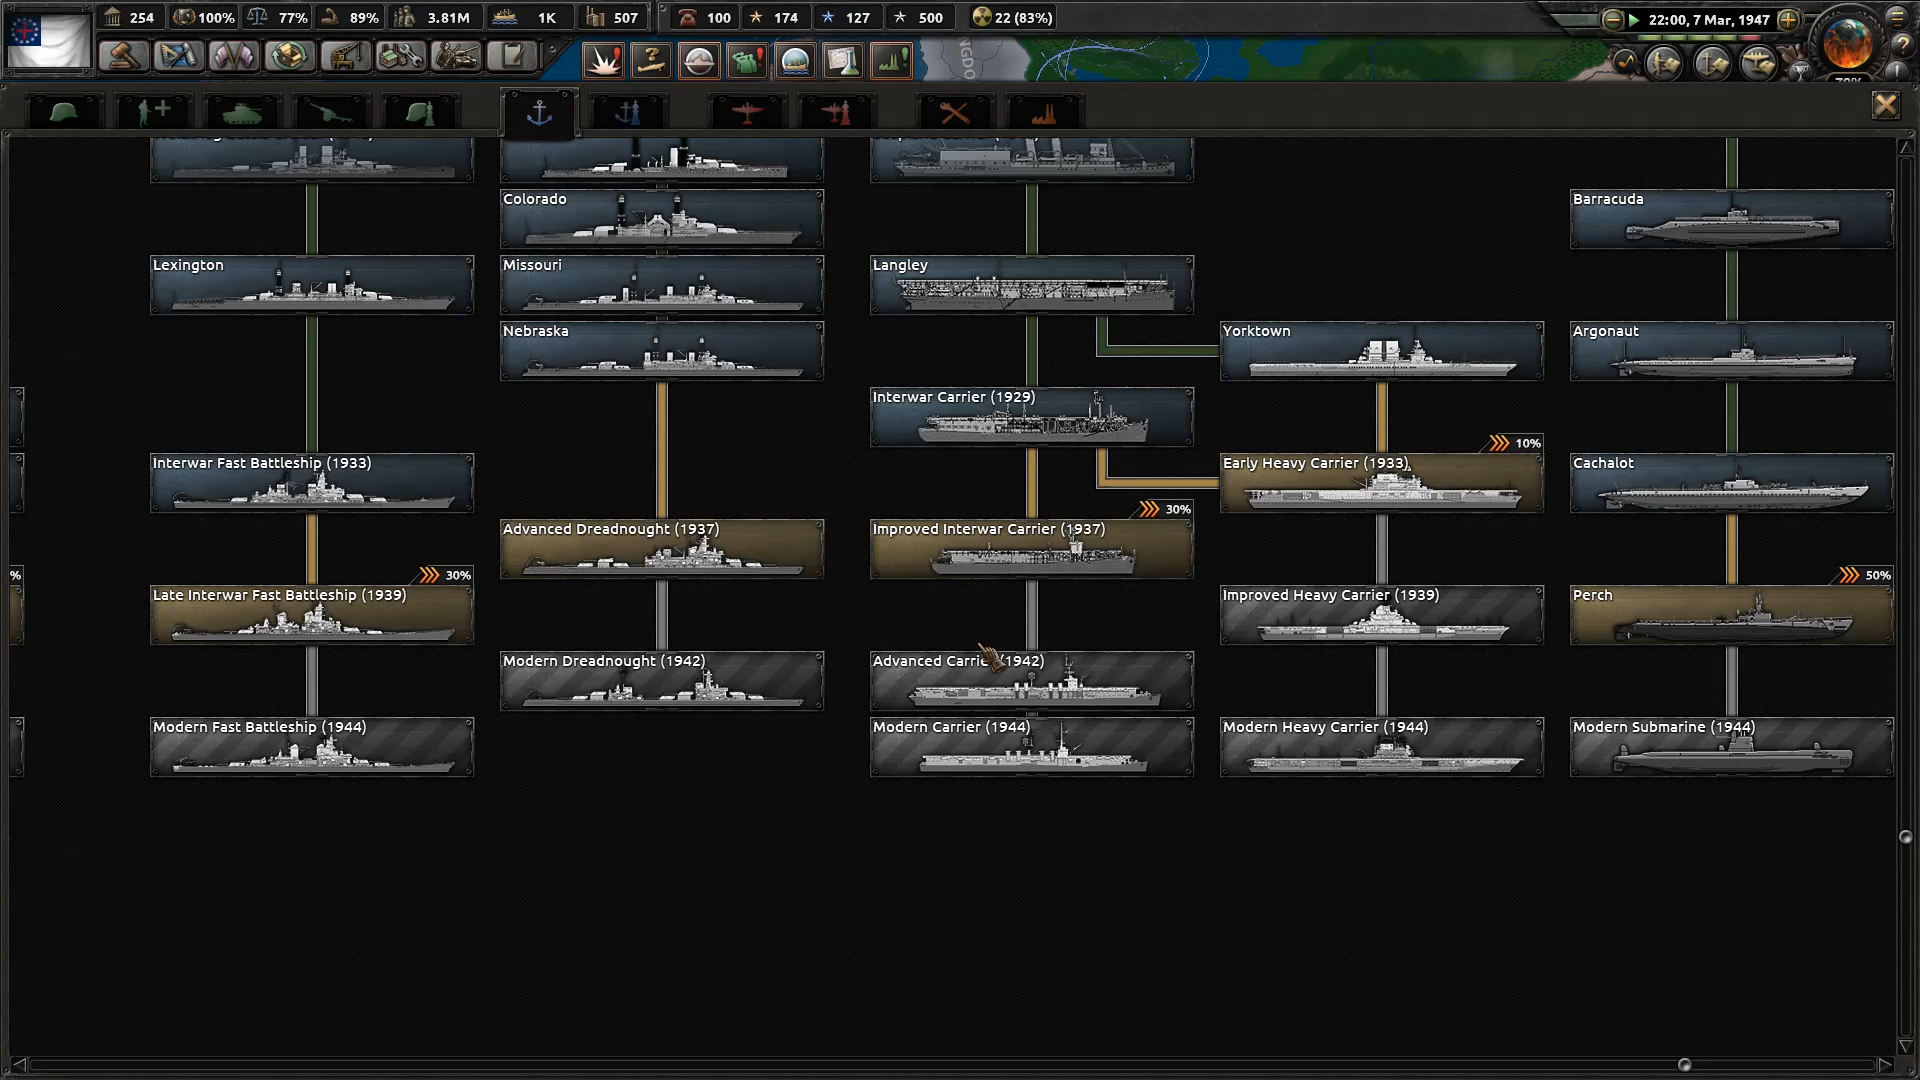 254
100%
77%
89%
3.81M
1K
507
100
174
127
500
22 (83%)
22:00, 7 Mar, 1947
Colorado
Barracuda
Lexington
Missouri
Langley
Nebraska
Yorktown
Argonaut
Interwar Carrier (1929)
10%
Interwar Fast Battleship (1933)
Early Heavy Carrier (1933)
Cachalot
30%
Advanced Dreadnought (1937)
Improved Interwar Carrier (1937)
%
30%
50%
Late Interwar Fast Battleship (1939)
Improved Heavy Carrier (1939)
Perch
Modern Dreadnought (1942)
Advanced Carrier (1942)
Modern Fast Battleship (1944)
Modern Carrier (1944)
Modern Heavy Carrier (1944)
Modern Submarine (1944)